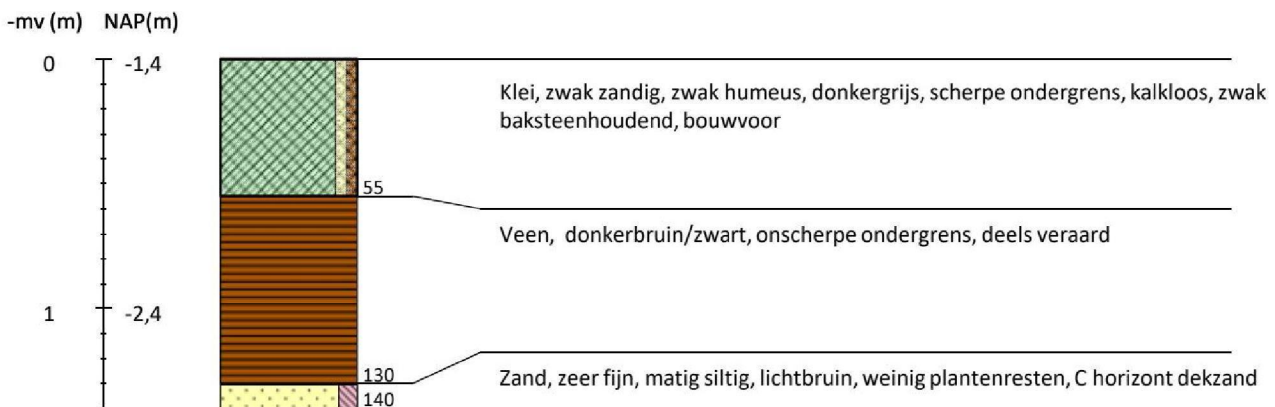 -mv (m) NAP(m)
0 -1,4
Klei, zwak zandig, zwak humeus, donkergrijs, scherpe ondergrens, kalkloos, zwak
baksteenhoudend, bouwvoor
55
Veen, donkerbruin/zwart, onscherpe ondergrens, deels veraard
1 -2,4
130
Zand, zeer fijn, matig siltig, lichtbruin, weinig plantenresten, C horizont dekzand
140